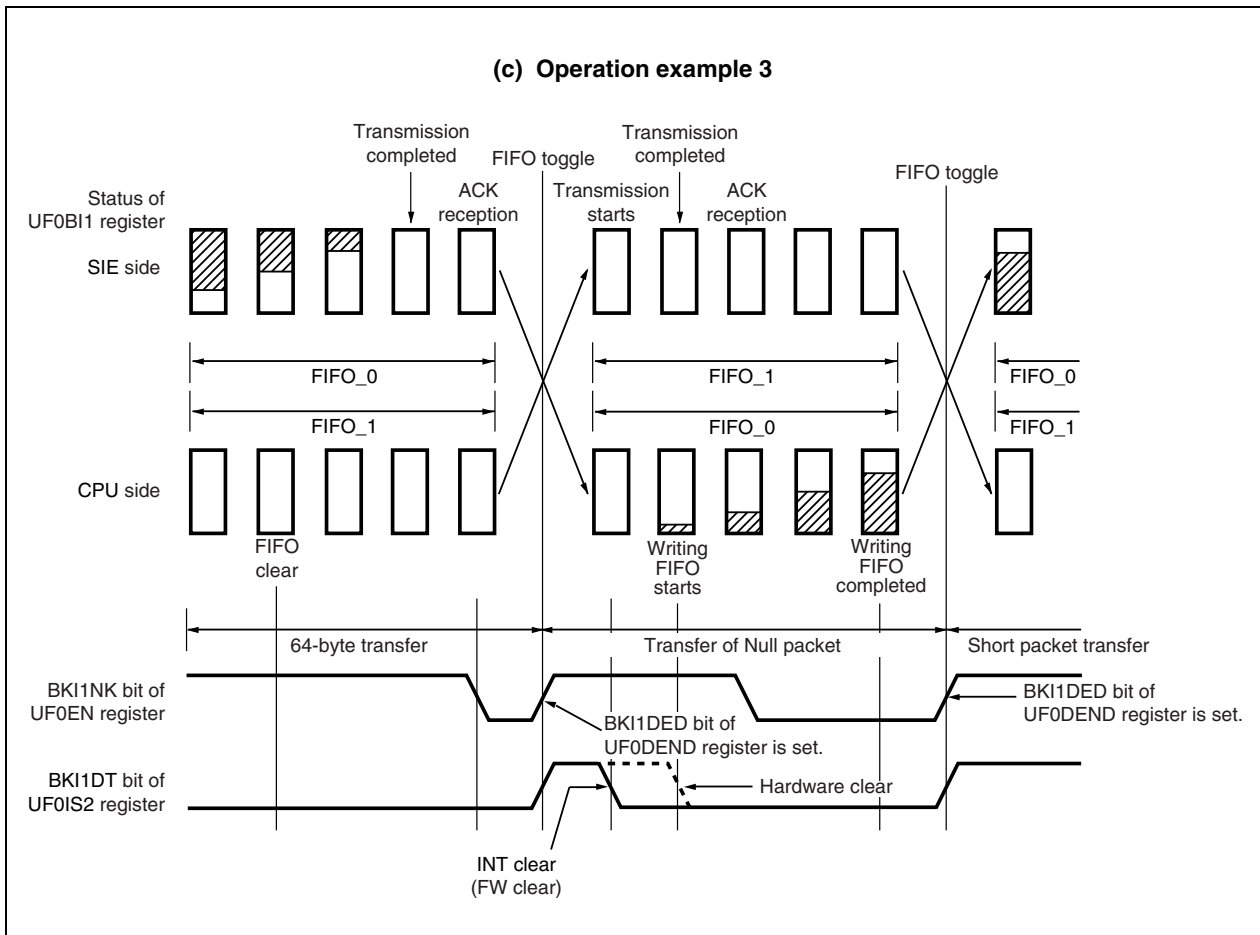 (c) Operation example 3
Transmission
completed
FIFO toggle
Transmission
completed
FIFO toggle
Status of
UF0BI1 register
ACK
reception
Transmission
starts
ACK
reception
SIE side
FIFO_0
FIFO_1
FIFO_0
FIFO_1
FIFO_0
FIFO_1
CPU side
FIFO
clear
Writing
FIFO
starts
Writing
FIFO
completed
64-byte transfer
Transfer of Null packet
Short packet transfer
BKI1NK bit of
UF0EN register
BKI1DED bit of
UF0DEND register is set.
BKI1DED bit of
UF0DEND register is set.
BKI1DT bit of
UF0IS2 register
Hardware clear
INT clear
(FW clear)